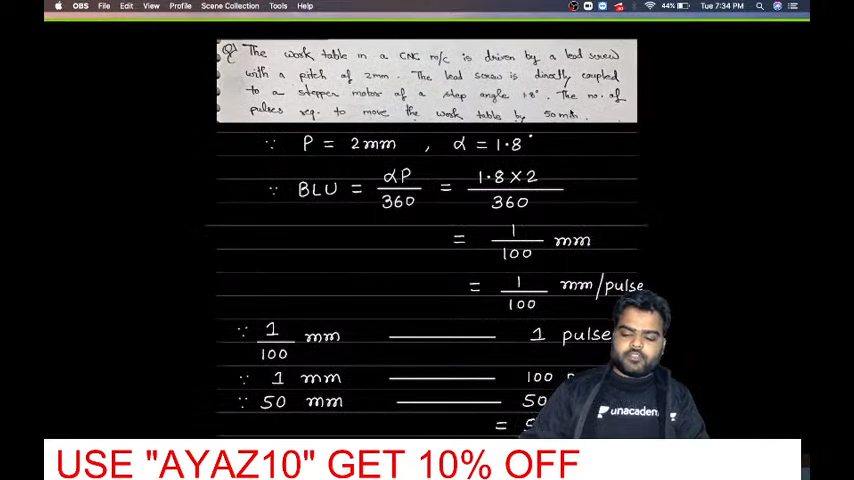 OBS File Edit View Profile Scene Collection Tools Help 44% Tue 7:34 PM
Q The work table in a CNC m/c is driven by a lead screw
with a pitch of 2mm. The lead screw is directly coupled
to a stepper motor of a step angle 1.8°. The no. of
pulses req. to move the work table by 50 mm.
∵ P = 2mm , α = 1.8°
∵ BLU = αP/360 = 1.8×2/360
= 1/100 mm
= 1/100 mm/pulse
∵ 1/100 mm 1 pulse
∵ 1 mm 100
∵ 50 mm 50
=
unacadem
USE "AYAZ10" GET 10% OFF